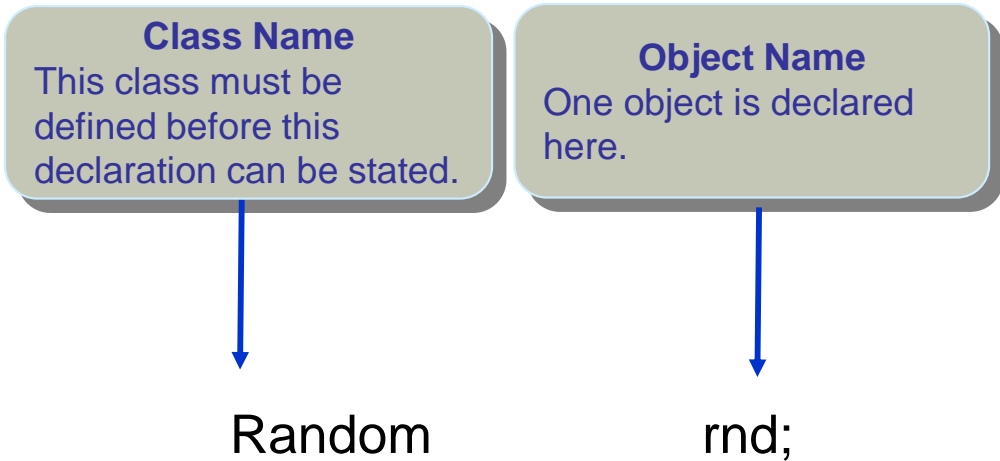 Class Name
This class must be
defined before this
declaration can be stated.
Object Name
One object is declared
here.
Random rnd;